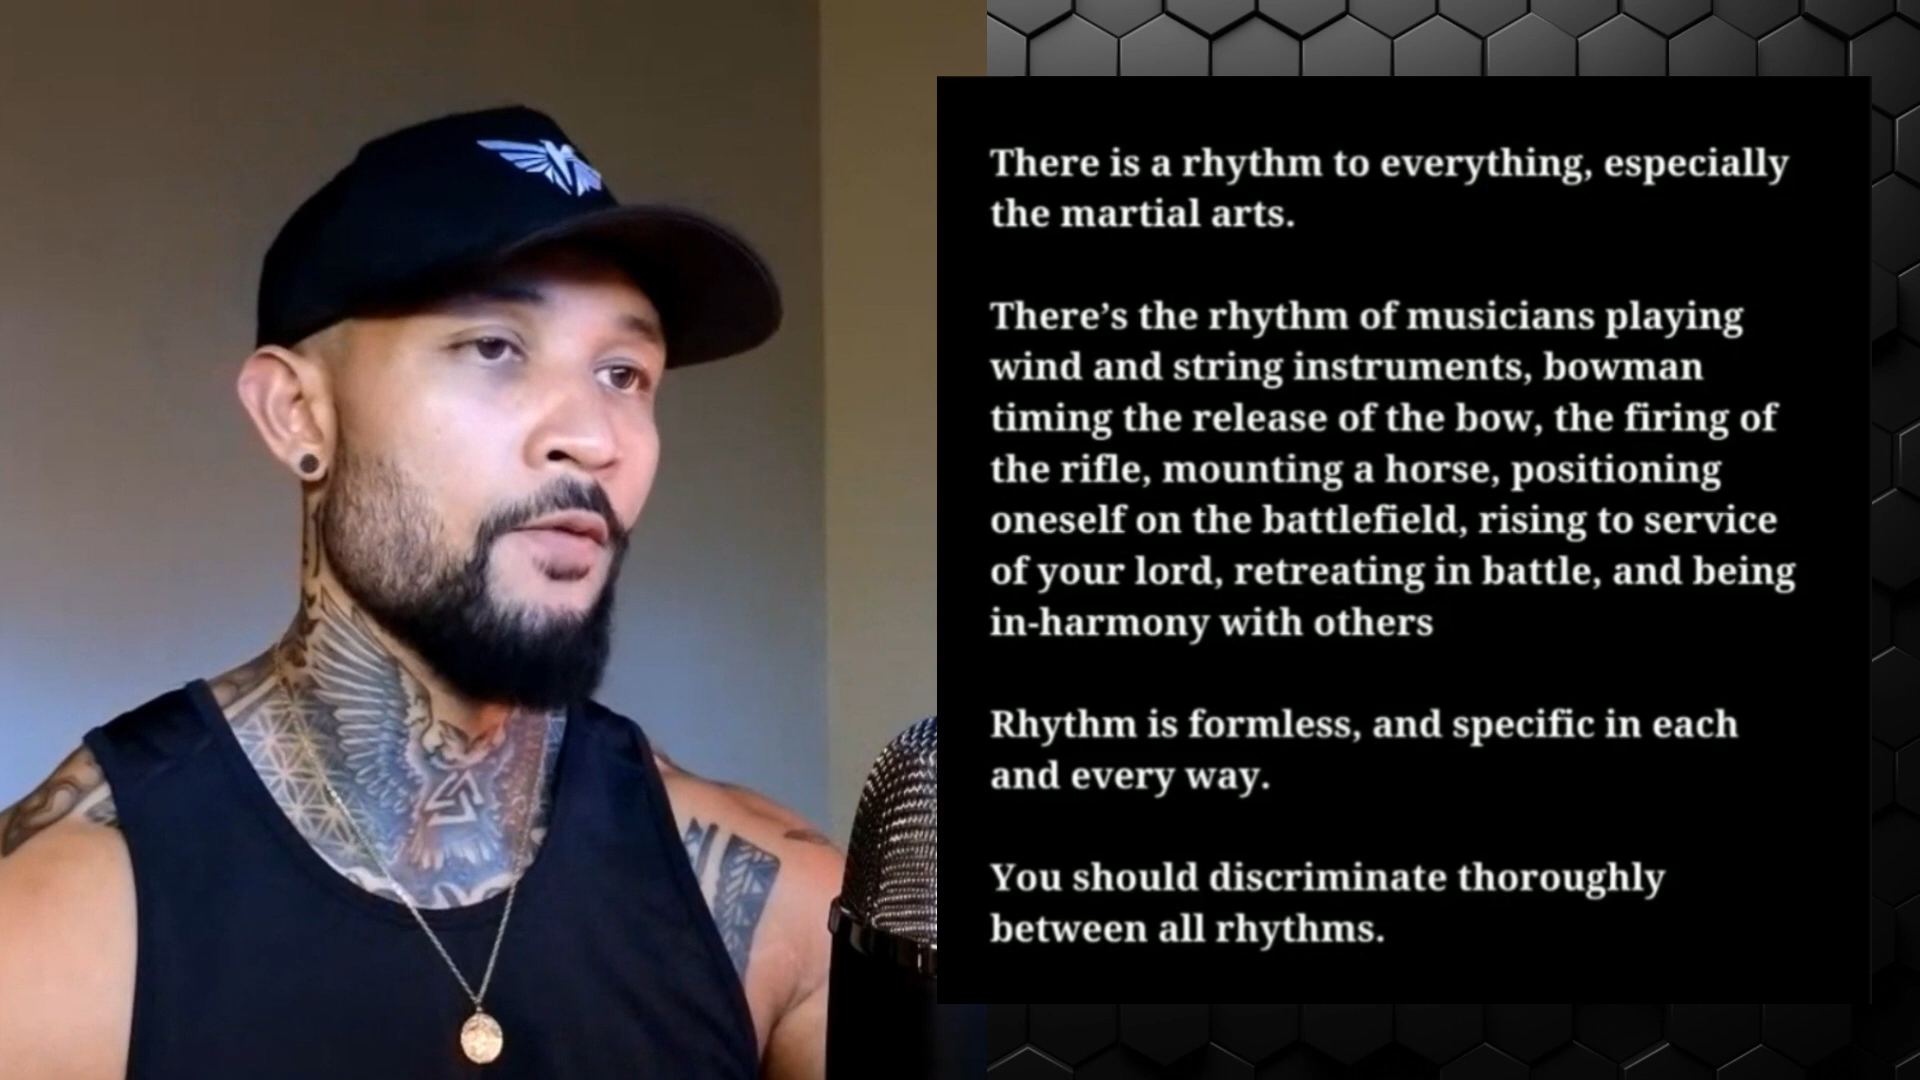 There is a rhythm to everything, especially
the martial arts.
There’s the rhythm of musicians playing
wind and string instruments, bowman
timing the release of the bow, the firing of
the rifle, mounting a horse, positioning
oneself on the battlefield, rising to service
of your lord, retreating in battle, and being
in-harmony with others
Rhythm is formless, and specific in each
and every way.
You should discriminate thoroughly
between all rhythms.